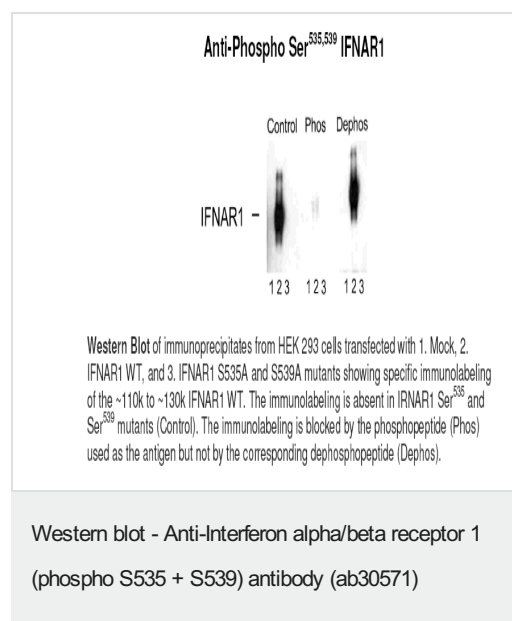 Anti-Phospho Ser535,539 IFNAR1
Control Phos Dephos
IFNAR1 –
1 2 3 1 2 3 1 2 3
Western Blot of immunoprecipitates from HEK 293 cells transfected with 1. Mock, 2.
IFNAR1 WT, and 3. IFNAR1 S535A and S539A mutants showing specific immunolabeling
of the ~110k to ~130k IFNAR1 WT. The immunolabeling is absent in IRNAR1 Ser535 and
Ser539 mutants (Control). The immunolabeling is blocked by the phosphopeptide (Phos)
used as the antigen but not by the corresponding dephosphopeptide (Dephos).
Western blot - Anti-Interferon alpha/beta receptor 1
(phospho S535 + S539) antibody (ab30571)